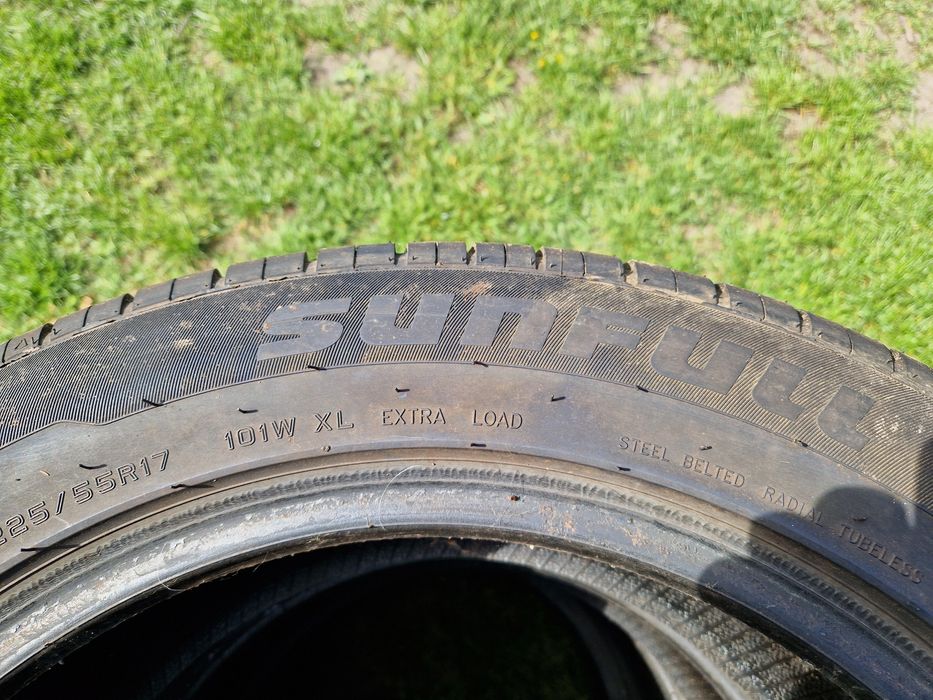 SUNFULL
225/55R17 101W XL EXTRA LOAD
STEEL BELTED RADIAL TUBELESS